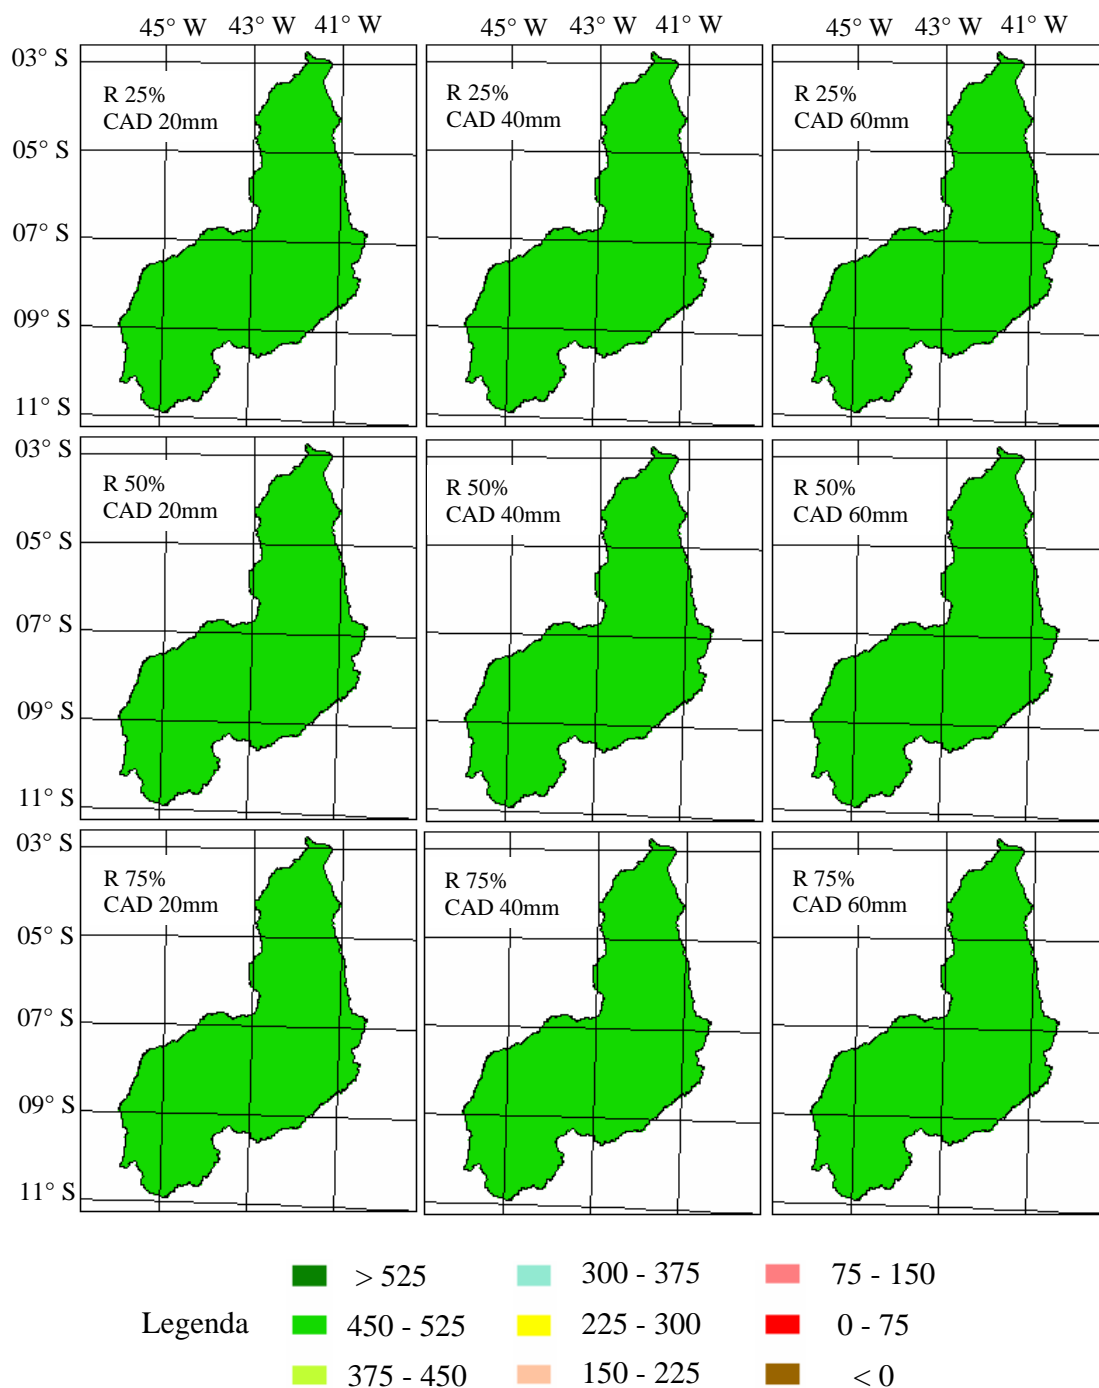 45° W 43° W 41° W 45° W 43° W 41° W 45° W 43° W 41° W
03° S
R 25%
CAD 20mm
R 25%
CAD 40mm
R 25%
CAD 60mm
05° S
07° S
09° S
11° S
03° S
R 50%
CAD 20mm
R 50%
CAD 40mm
R 50%
CAD 60mm
05° S
07° S
09° S
11° S
03° S
R 75%
CAD 20mm
R 75%
CAD 40mm
R 75%
CAD 60mm
05° S
07° S
09° S
11° S
Legenda
> 525
450 - 525
375 - 450
300 - 375
225 - 300
150 - 225
75 - 150
0 - 75
< 0